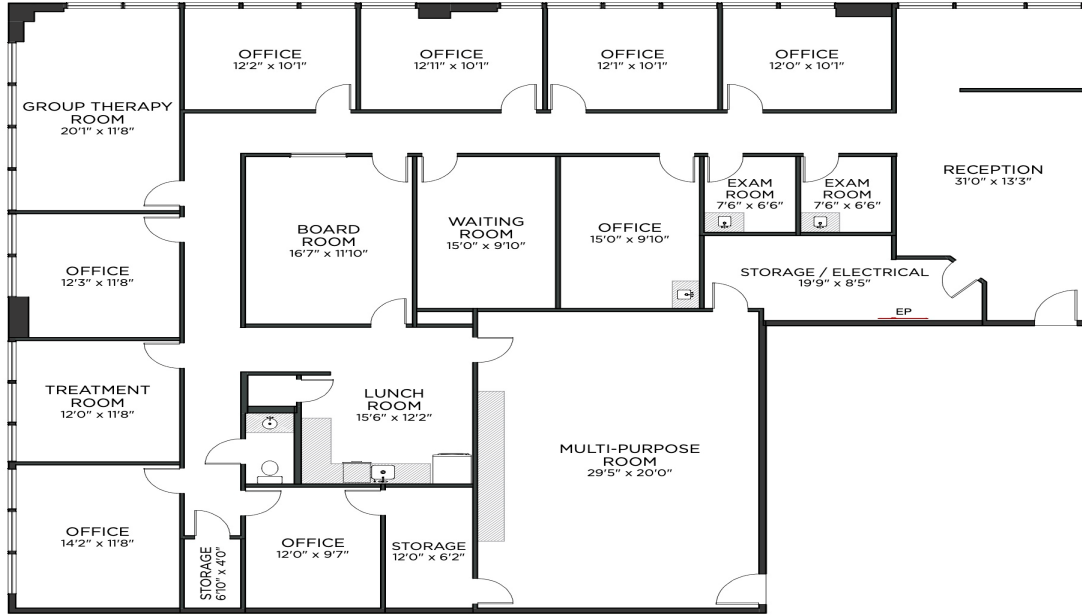 OFFICE
12'2" x 10'1"
OFFICE
12'11" x 10'1"
OFFICE
12'1" x 10'1"
OFFICE
12'0" x 10'1"
GROUP THERAPY
ROOM
20'1" x 11'8"
RECEPTION
31'0" x 13'3"
EXAM
ROOM
7'6" x 6'6"
EXAM
ROOM
7'6" x 6'6"
BOARD
ROOM
16'7" x 11'10"
WAITING
ROOM
15'0" x 9'10"
OFFICE
15'0" x 9'10"
OFFICE
12'3" x 11'8"
STORAGE / ELECTRICAL
19'9" x 8'5"
EP
TREATMENT
ROOM
12'0" x 11'8"
LUNCH
ROOM
15'6" x 12'2"
MULTI-PURPOSE
ROOM
29'5" x 20'0"
OFFICE
14'2" x 11'8"
STORAGE
6'10" x 4'0"
OFFICE
12'0" x 9'7"
STORAGE
12'0" x 6'2"